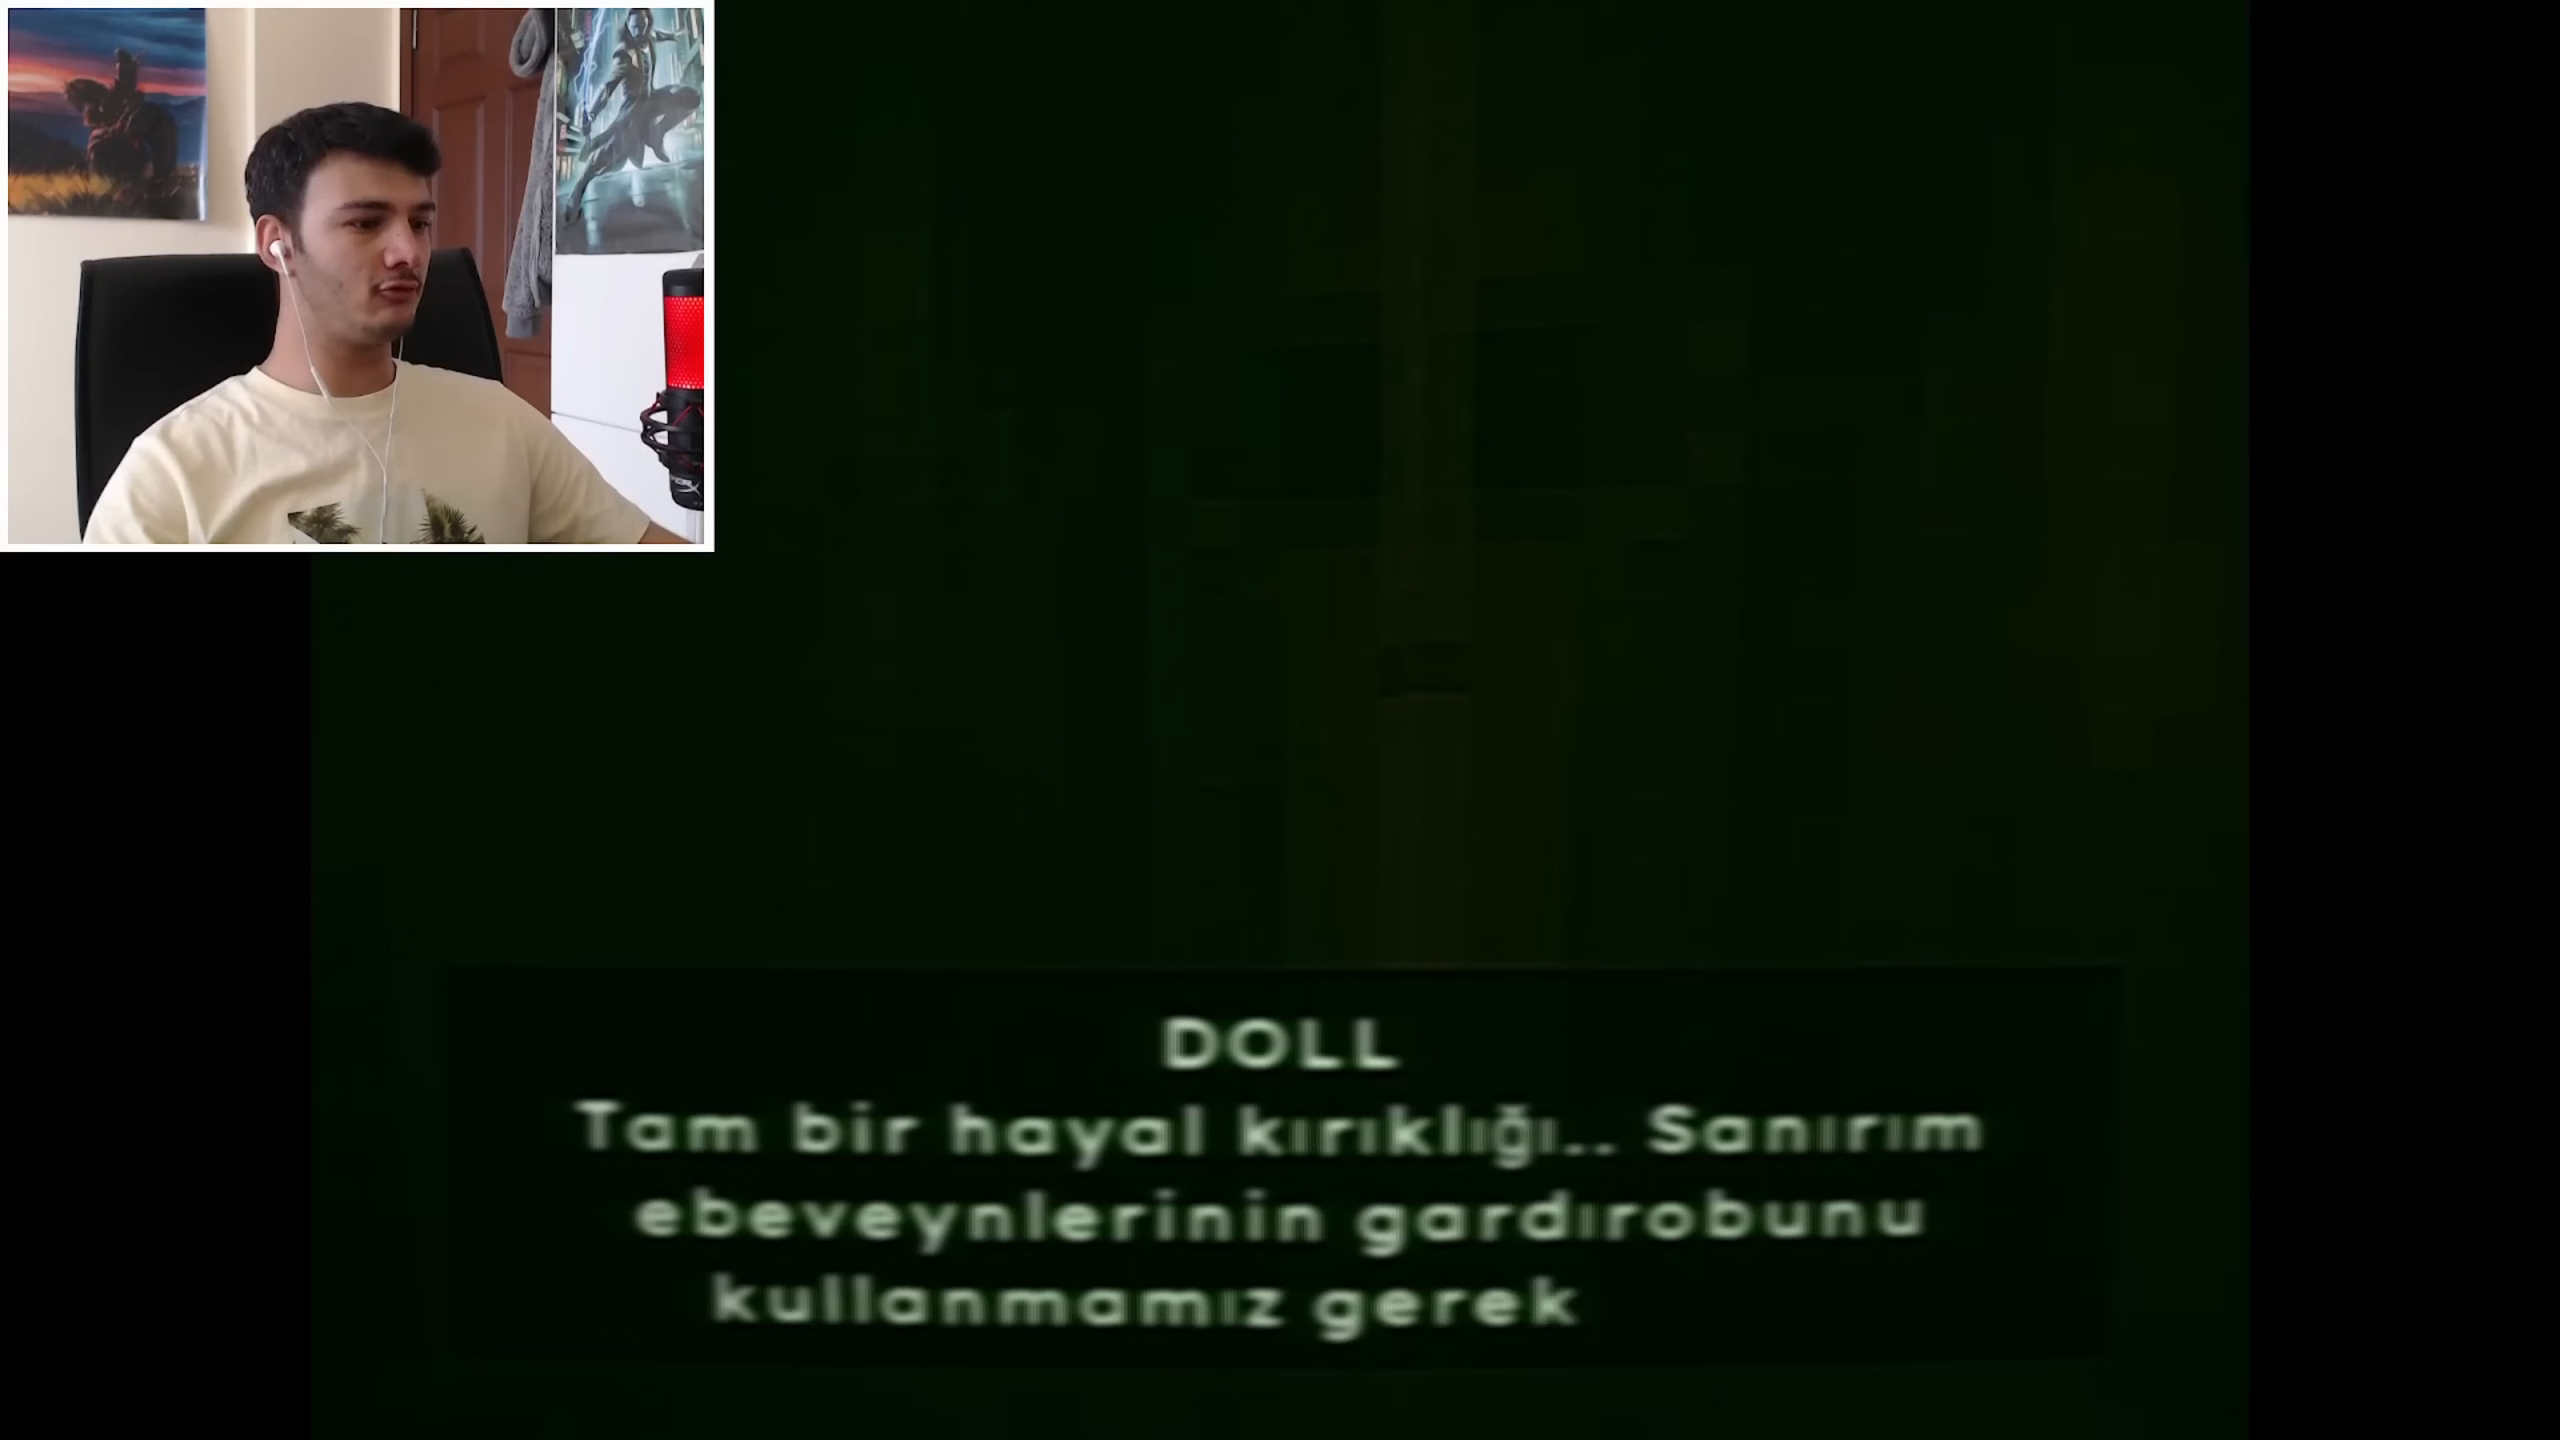 DOLL
Tam bir hayal kırıklığı.. Sanırım
ebeveynlerinin gardırobunu
kullanmamız gerek